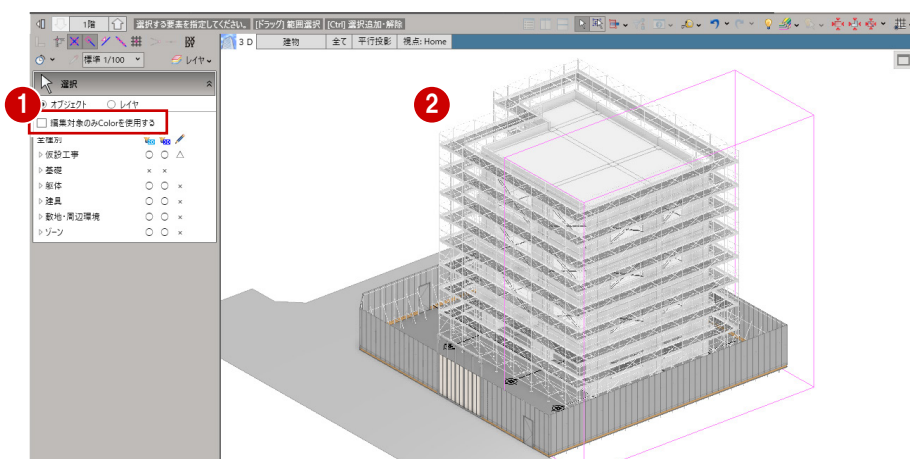 1階 選択する要素を指定してください。 [ドラッグ] 範囲選択 [Ctrl] 選択追加・解除
3 D 建物 全て 平行投影 視点: Home
標準 1/100 レイヤ
選択
オブジェクト レイヤ
編集対象のみColorを使用する
全種別
仮設工事 ○ ○ △
基礎 × ×
躯体 ○ ○ ×
建具 ○ ○ ×
敷地・周辺環境 ○ ○ ×
ゾーン ○ ○ ×
1
2